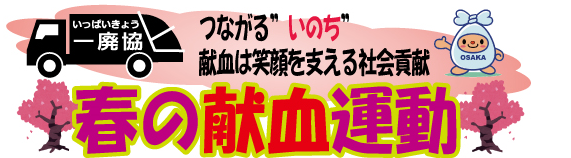 いっぱいきょう
一廃協
つながる”いのち”
献血は笑顔を支える社会貢献
OSAKA
春の献血運動